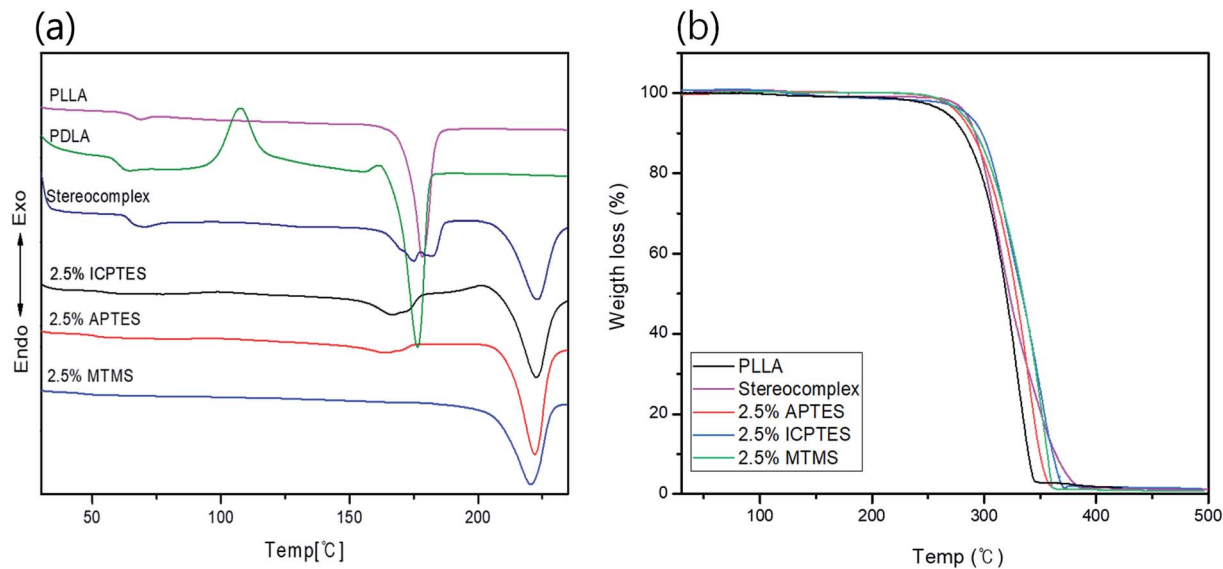 (a)
PLLA
PDLA
Stereocomplex
2.5% ICPTES
2.5% APTES
2.5% MTMS
Endo Exo
50 100 150 200
Temp[℃]
(b)
100
80
60
40
20
0
Weigth loss (%)
PLLA
Stereocomplex
2.5% APTES
2.5% ICPTES
2.5% MTMS
100 200 300 400 500
Temp (℃)